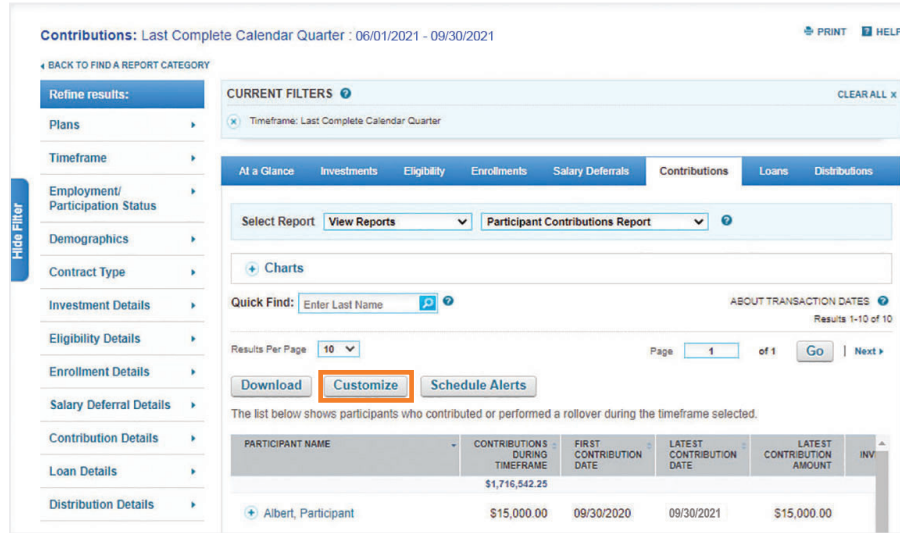 Contributions: Last Complete Calendar Quarter : 06/01/2021 - 09/30/2021
PRINT
HELP
BACK TO FIND A REPORT CATEGORY
Hide Filter
Refine results:
Plans
Timeframe
Employment/
Participation Status
Demographics
Contract Type
Investment Details
Eligibility Details
Enrollment Details
Salary Deferral Details
Contribution Details
Loan Details
Distribution Details
CURRENT FILTERS ?
CLEAR ALL x
Timeframe: Last Complete Calendar Quarter
At a Glance Investments Eligibility Enrollments Salary Deferrals Contributions Loans Distributions
Select Report View Reports Participant Contributions Report ?
+ Charts
Quick Find: Enter Last Name ?
ABOUT TRANSACTION DATES ?
Results 1-10 of 10
Results Per Page 10
Page 1 of 1 Go | Next
Download Customize Schedule Alerts
The list below shows participants who contributed or performed a rollover during the timeframe selected.
PARTICIPANT NAME
CONTRIBUTIONS
DURING
TIMEFRAME
FIRST
CONTRIBUTION
DATE
LATEST
CONTRIBUTION
DATE
LATEST
CONTRIBUTION
AMOUNT
INV
$1,716,542.25
+ Albert, Participant $15,000.00 09/30/2020 09/30/2021 $15,000.00